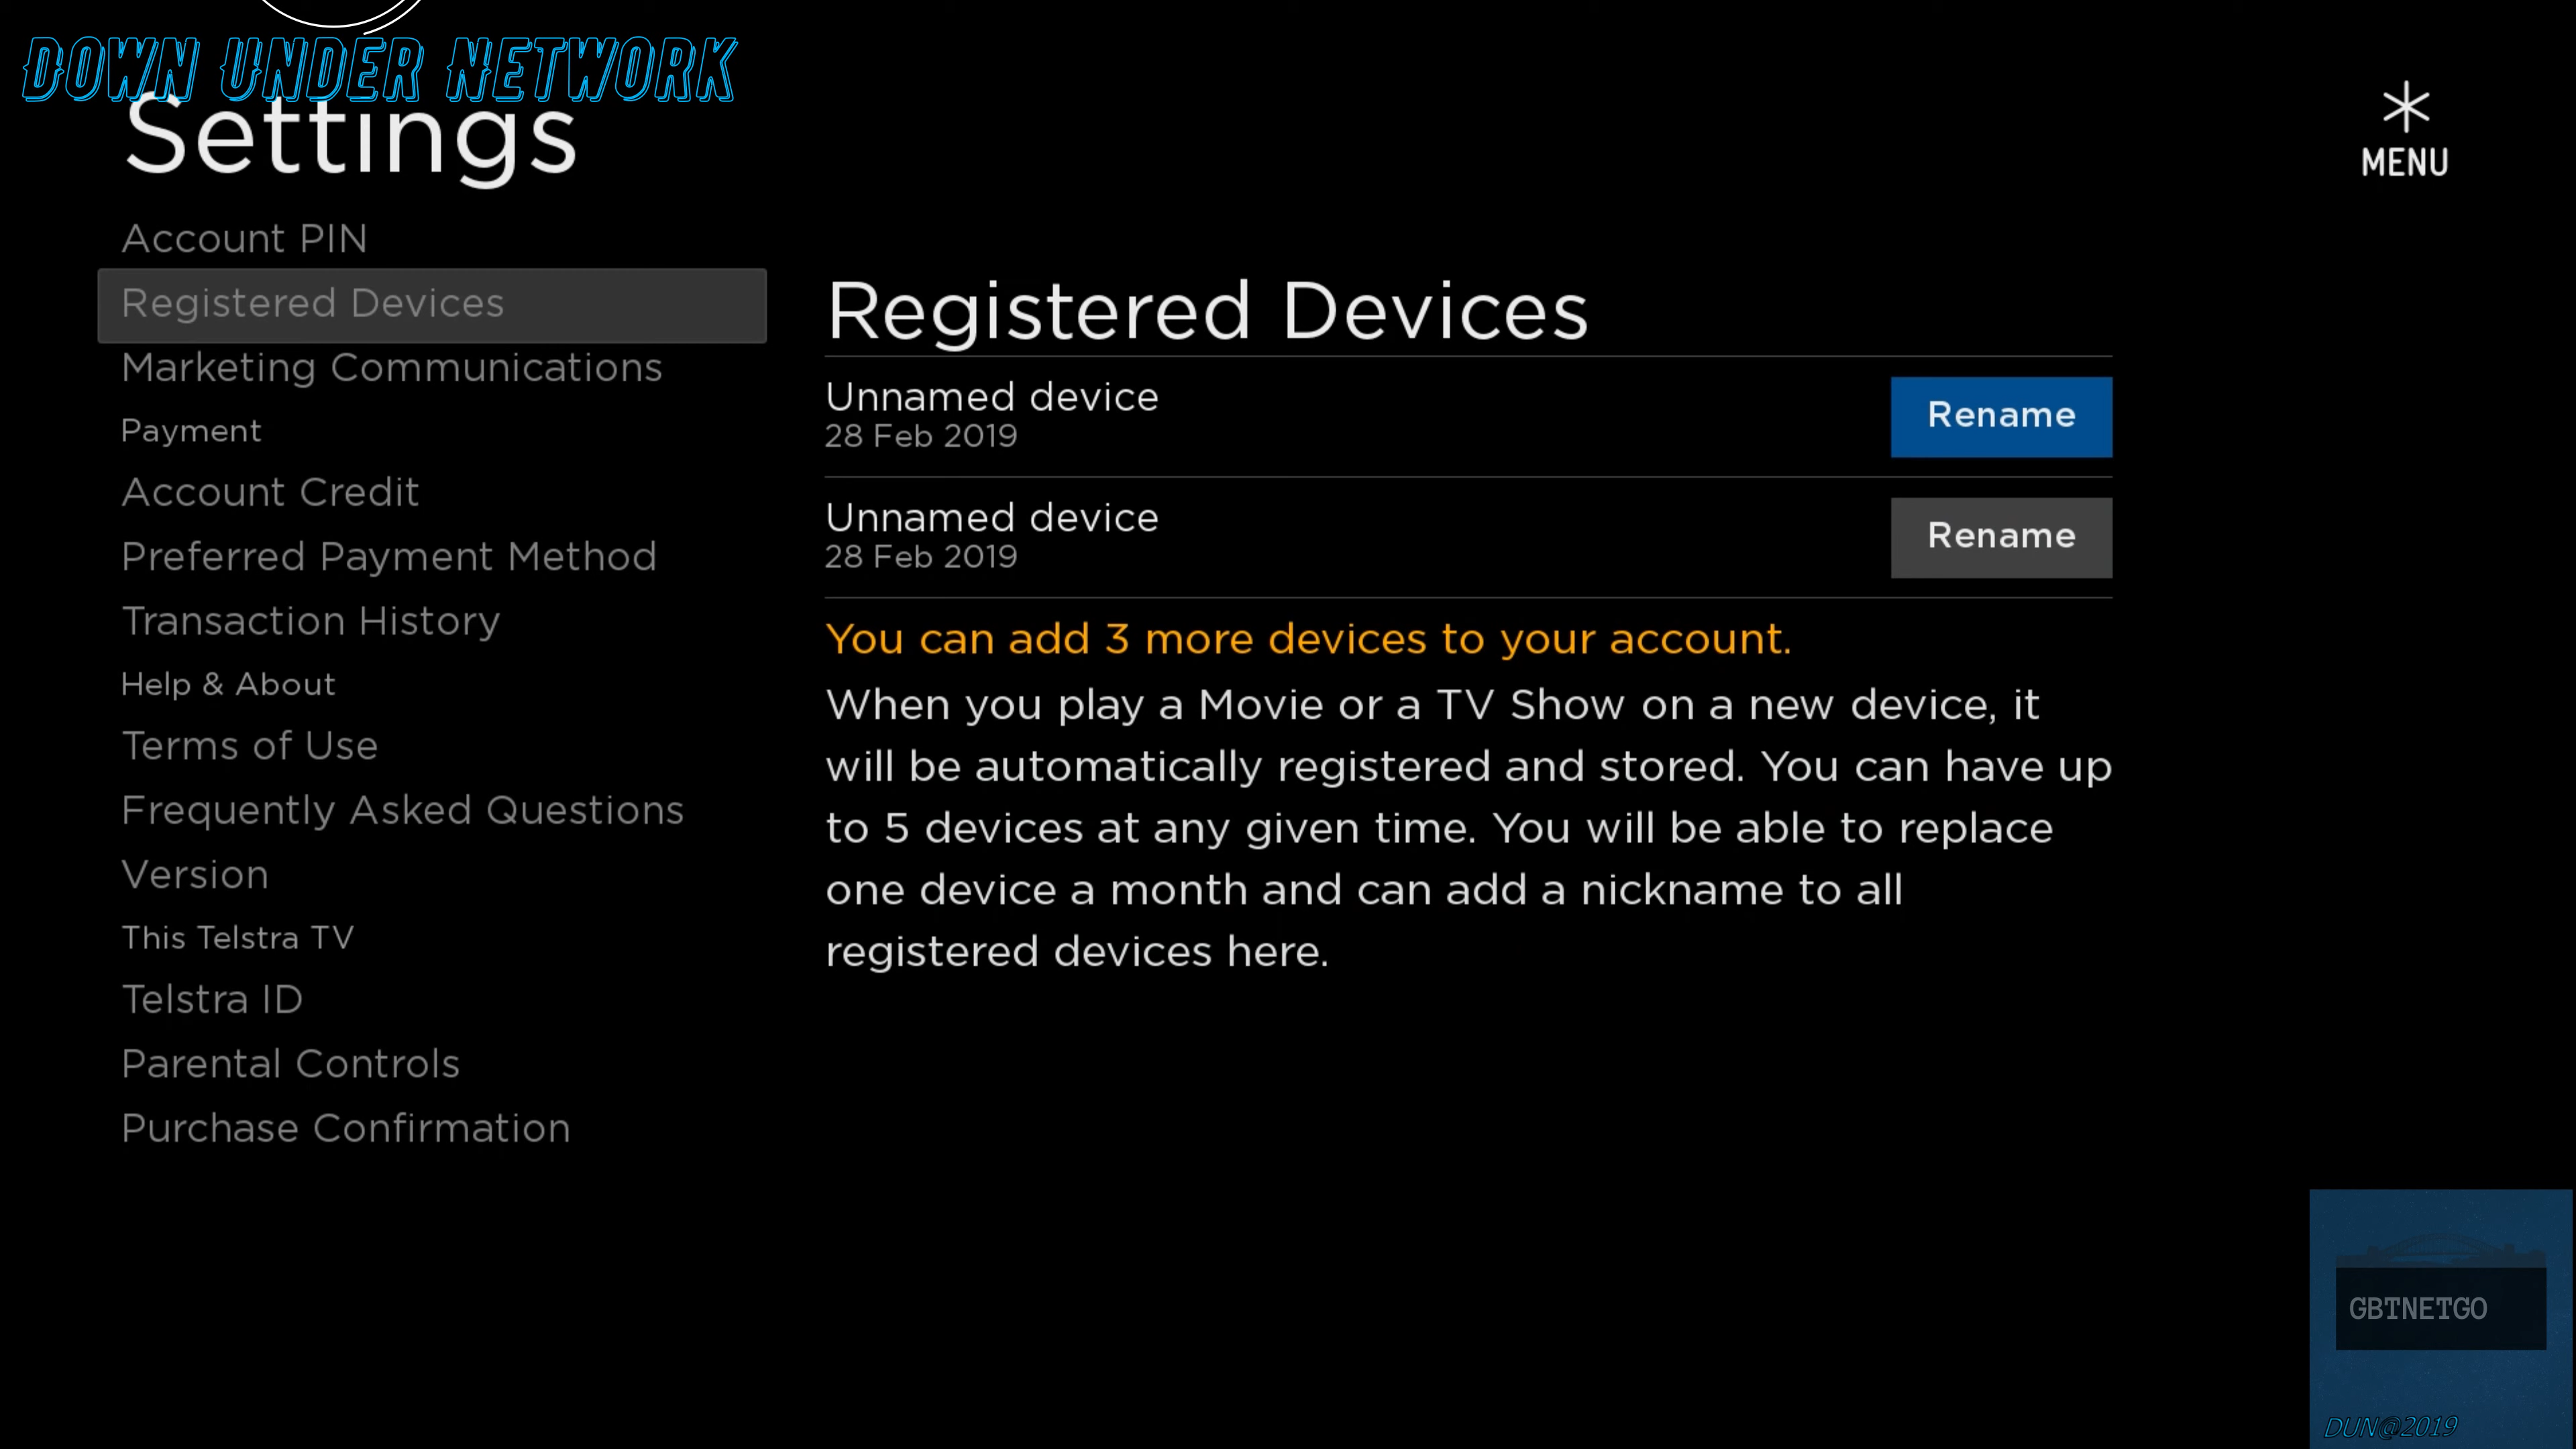 DOWN UNDER NETWORK
Settings
MENU
Account PIN
Registered Devices
Marketing Communications
Payment
Account Credit
Preferred Payment Method
Transaction History
Help & About
Terms of Use
Frequently Asked Questions
Version
This Telstra TV
Telstra ID
Parental Controls
Purchase Confirmation
Registered Devices
Unnamed device
28 Feb 2019
Rename
Unnamed device
28 Feb 2019
Rename
You can add 3 more devices to your account.
When you play a Movie or a TV Show on a new device, it
will be automatically registered and stored. You can have up
to 5 devices at any given time. You will be able to replace
one device a month and can add a nickname to all
registered devices here.
GBTNETGO
DUN@2019